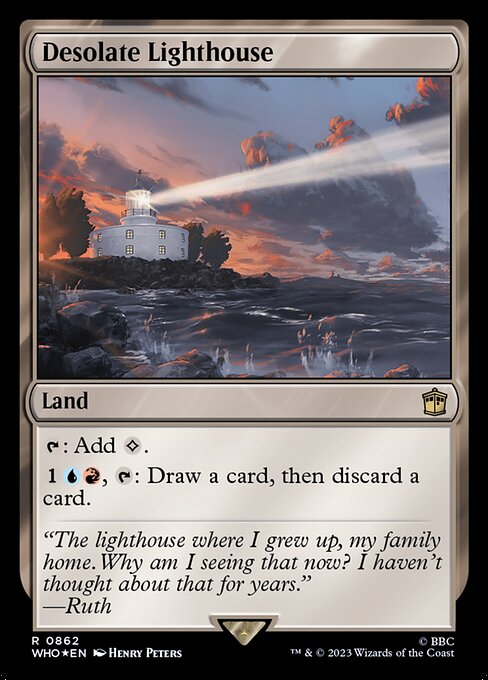 Desolate Lighthouse
Land
: Add .
1 , : Draw a card, then discard a
card.
“The lighthouse where I grew up, my family
home. Why am I seeing that now? I haven’t
thought about that for years.”
—Ruth
R 0862
WHO★EN Henry Peters
© BBC
™ & © 2023 Wizards of the Coast